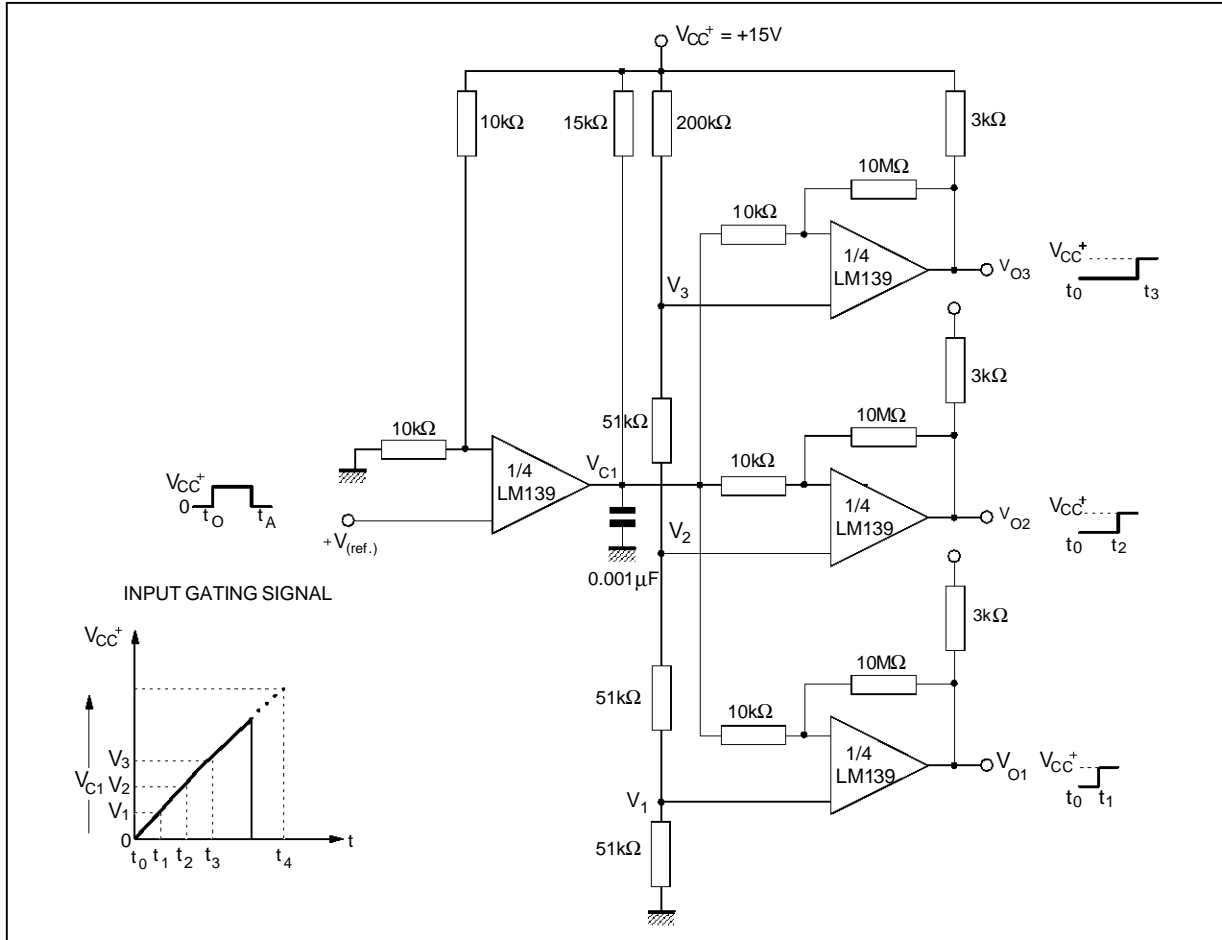 VCC+ = +15V
10kΩ
15kΩ
200kΩ
3kΩ
10MΩ
10kΩ
1/4
LM139
V3
VO3
VCC+
t0 t3
3kΩ
51kΩ
10MΩ
10kΩ
10kΩ
1/4
LM139
VC1
1/4
LM139
V2
VO2
VCC+
t0 t2
VCC+
0
tO tA
+V(ref.)
0.001µF
INPUT GATING SIGNAL
3kΩ
51kΩ
10MΩ
10kΩ
1/4
LM139
V1
VO1
VCC+
t0 t1
51kΩ
VCC+
V3
VC1 V2
V1
0
t
t0 t1 t2 t3 t4